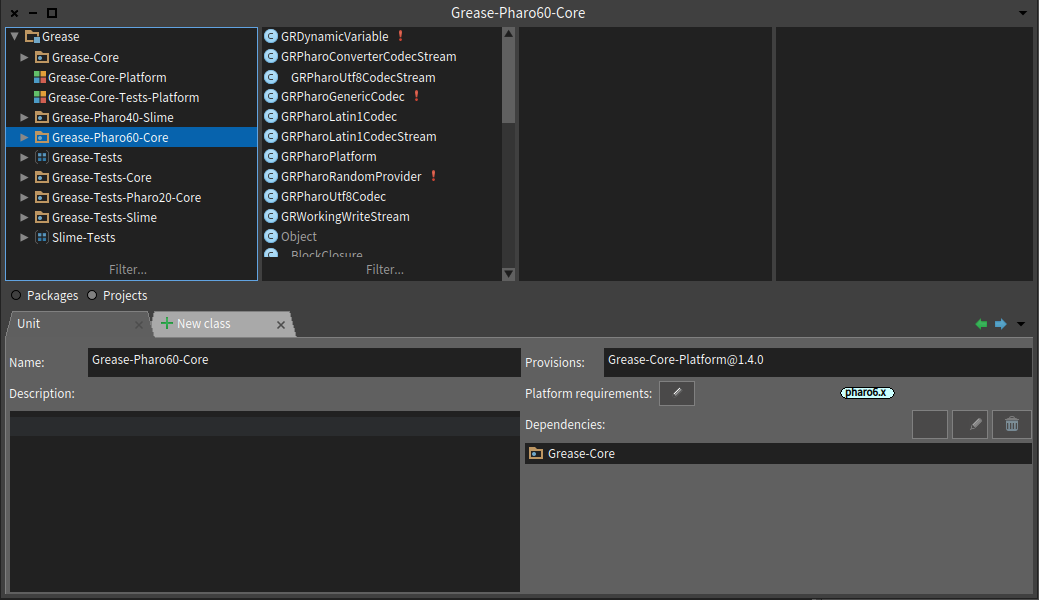 Grease-Pharo60-Core
Grease
Grease-Core
Grease-Core-Platform
Grease-Core-Tests-Platform
Grease-Pharo40-Slime
Grease-Pharo60-Core
Grease-Tests
Grease-Tests-Core
Grease-Tests-Pharo20-Core
Grease-Tests-Slime
Slime-Tests
Filter...
GRDynamicVariable !
GRPharoConverterCodecStream
GRPharoUtf8CodecStream
GRPharoGenericCodec !
GRPharoLatin1Codec
GRPharoLatin1CodecStream
GRPharoPlatform
GRPharoRandomProvider !
GRPharoUtf8Codec
GRWorkingWriteStream
Object
BlockClosure
Filter...
Packages Projects
Unit
New class
Name: Grease-Pharo60-Core
Description:
Provisions: Grease-Core-Platform@1.4.0
Platform requirements: pharo6.x
Dependencies:
Grease-Core